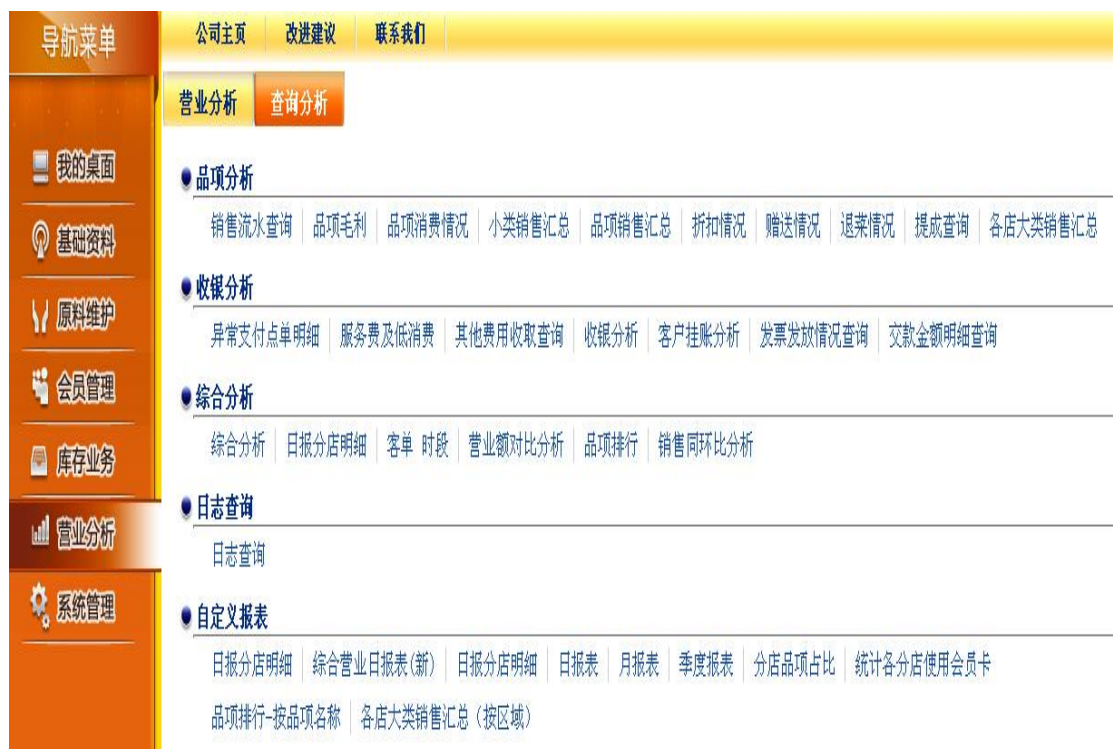 导航菜单
公司主页 改进建议 联系我们
营业分析 查询分析
我的桌面
基础资料
原料维护
会员管理
库存业务
营业分析
系统管理
品项分析
销售流水查询 品项毛利 品项消费情况 小类销售汇总 品项销售汇总 折扣情况 赠送情况 退菜情况 提成查询 各店大类销售汇总
收银分析
异常支付点单明细 服务费及低消费 其他费用收取查询 收银分析 客户挂账分析 发票发放情况查询 交款金额明细查询
综合分析
综合分析 日报分店明细 客单 时段 营业额对比分析 品项排行 销售同环比分析
日志查询
日志查询
自定义报表
日报分店明细 综合营业日报表(新) 日报分店明细 日报表 月报表 季度报表 分店品项占比 统计各分店使用会员卡
品项排行-按品项名称 各店大类销售汇总（按区域）